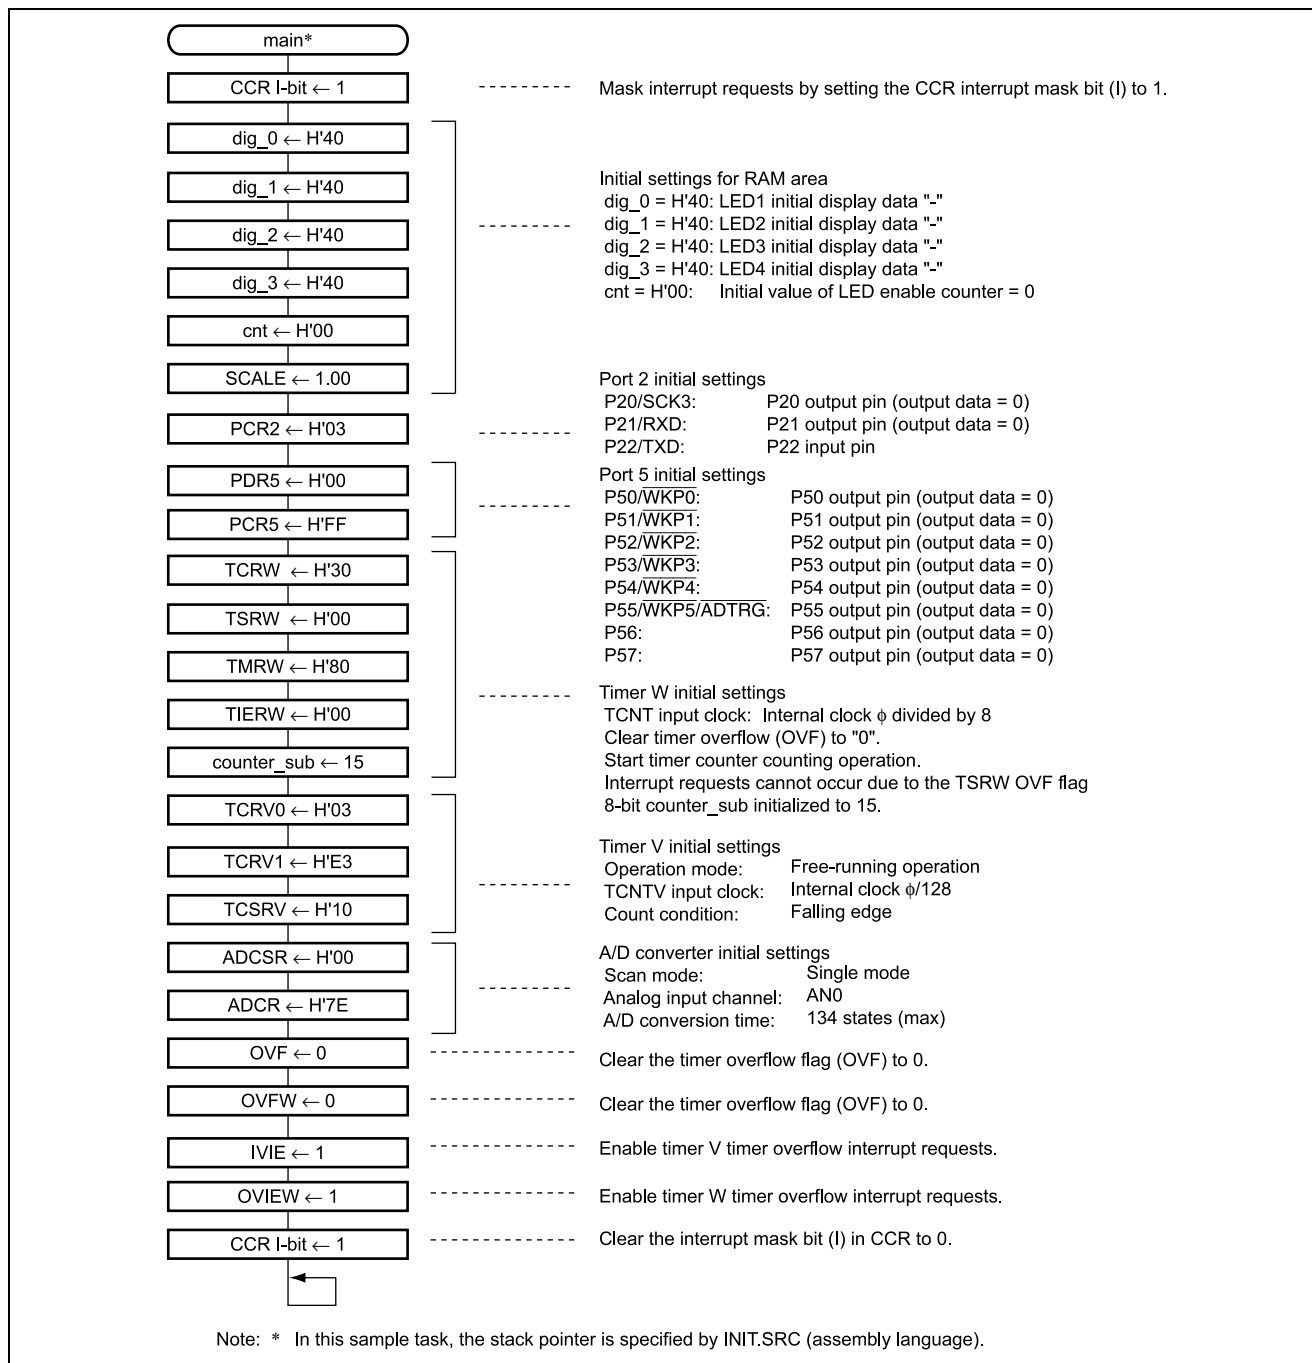 main*
CCR I-bit ← 1
Mask interrupt requests by setting the CCR interrupt mask bit (I) to 1.
dig_0 ← H'40
dig_1 ← H'40
dig_2 ← H'40
dig_3 ← H'40
cnt ← H'00
SCALE ← 1.00
Initial settings for RAM area
dig_0 = H'40: LED1 initial display data "-"
dig_1 = H'40: LED2 initial display data "-"
dig_2 = H'40: LED3 initial display data "-"
dig_3 = H'40: LED4 initial display data "-"
cnt = H'00: Initial value of LED enable counter = 0
PCR2 ← H'03
Port 2 initial settings
P20/SCK3: P20 output pin (output data = 0)
P21/RXD: P21 output pin (output data = 0)
P22/TXD: P22 input pin
PDR5 ← H'00
PCR5 ← H'FF
Port 5 initial settings
P50/WKP0: P50 output pin (output data = 0)
P51/WKP1: P51 output pin (output data = 0)
P52/WKP2: P52 output pin (output data = 0)
P53/WKP3: P53 output pin (output data = 0)
P54/WKP4: P54 output pin (output data = 0)
P55/WKP5/ADTRG: P55 output pin (output data = 0)
P56: P56 output pin (output data = 0)
P57: P57 output pin (output data = 0)
TCRW ← H'30
TSRW ← H'00
TMRW ← H'80
TIERW ← H'00
counter_sub ← 15
Timer W initial settings
TCNT input clock: Internal clock ϕ divided by 8
Clear timer overflow (OVF) to "0".
Start timer counter counting operation.
Interrupt requests cannot occur due to the TSRW OVF flag
8-bit counter_sub initialized to 15.
TCRV0 ← H'03
TCRV1 ← H'E3
TCSRV ← H'10
Timer V initial settings
Operation mode: Free-running operation
TCNTV input clock: Internal clock ϕ/128
Count condition: Falling edge
ADCSR ← H'00
ADCR ← H'7E
A/D converter initial settings
Scan mode: Single mode
Analog input channel: AN0
A/D conversion time: 134 states (max)
OVF ← 0
Clear the timer overflow flag (OVF) to 0.
OVFW ← 0
Clear the timer overflow flag (OVF) to 0.
IVIE ← 1
Enable timer V timer overflow interrupt requests.
OVIEW ← 1
Enable timer W timer overflow interrupt requests.
CCR I-bit ← 1
Clear the interrupt mask bit (I) in CCR to 0.
Note: * In this sample task, the stack pointer is specified by INIT.SRC (assembly language).